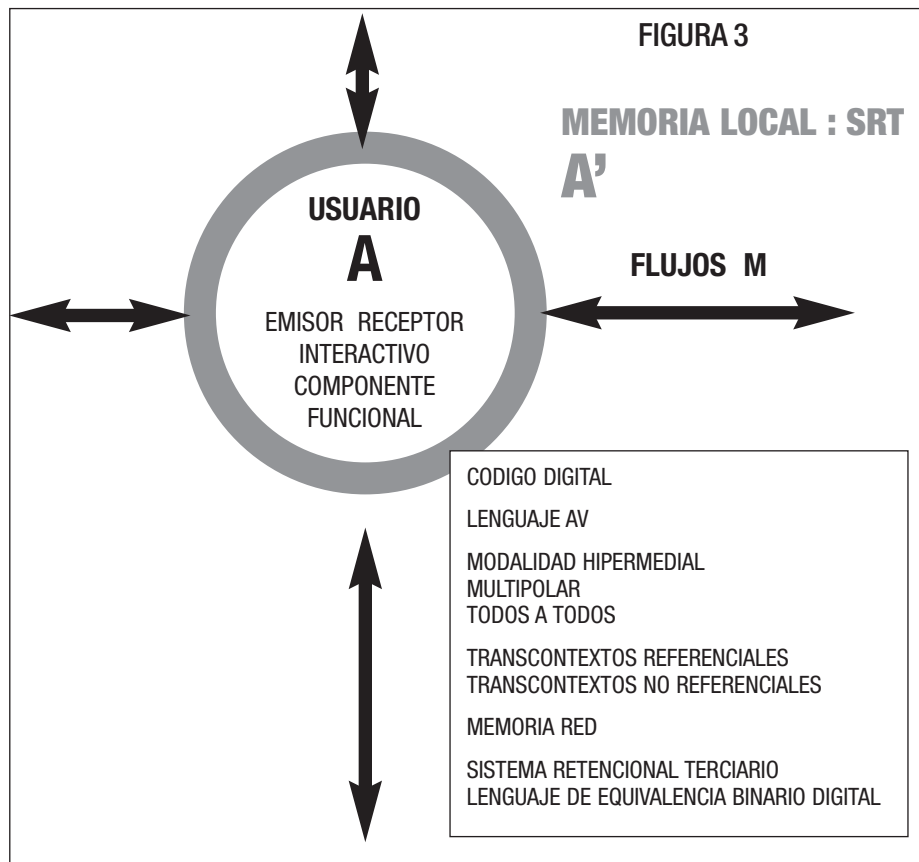 FIGURA 3
MEMORIA LOCAL : SRT
A’
USUARIO
A
EMISOR RECEPTOR
INTERACTIVO
COMPONENTE
FUNCIONAL
FLUJOS M
CODIGO DIGITAL
LENGUAJE AV
MODALIDAD HIPERMEDIAL
MULTIPOLAR
TODOS A TODOS
TRANSCONTEXTOS REFERENCIALES
TRANSCONTEXTOS NO REFERENCIALES
MEMORIA RED
SISTEMA RETENCIONAL TERCIARIO
LENGUAJE DE EQUIVALENCIA BINARIO DIGITAL